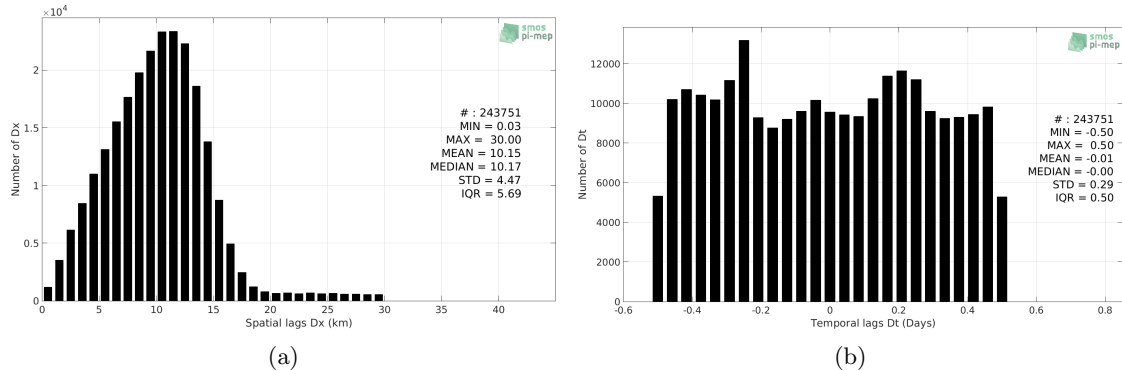 ×10⁴
2
1.5
1
0.5
0
Number of Dx
0 5 10 15 20 25 30 35 40
Spatial lags Dx (km)
smos
pi-mep
# : 243751
MIN = 0.03
MAX = 30.00
MEAN = 10.15
MEDIAN = 10.17
STD = 4.47
IQR = 5.69
(a)
12000
10000
8000
6000
4000
2000
0
Number of Dt
-0.6 -0.4 -0.2 0 0.2 0.4 0.6 0.8
Temporal lags Dt (Days)
smos
pi-mep
# : 243751
MIN = -0.50
MAX = 0.50
MEAN = -0.01
MEDIAN = -0.00
STD = 0.29
IQR = 0.50
(b)